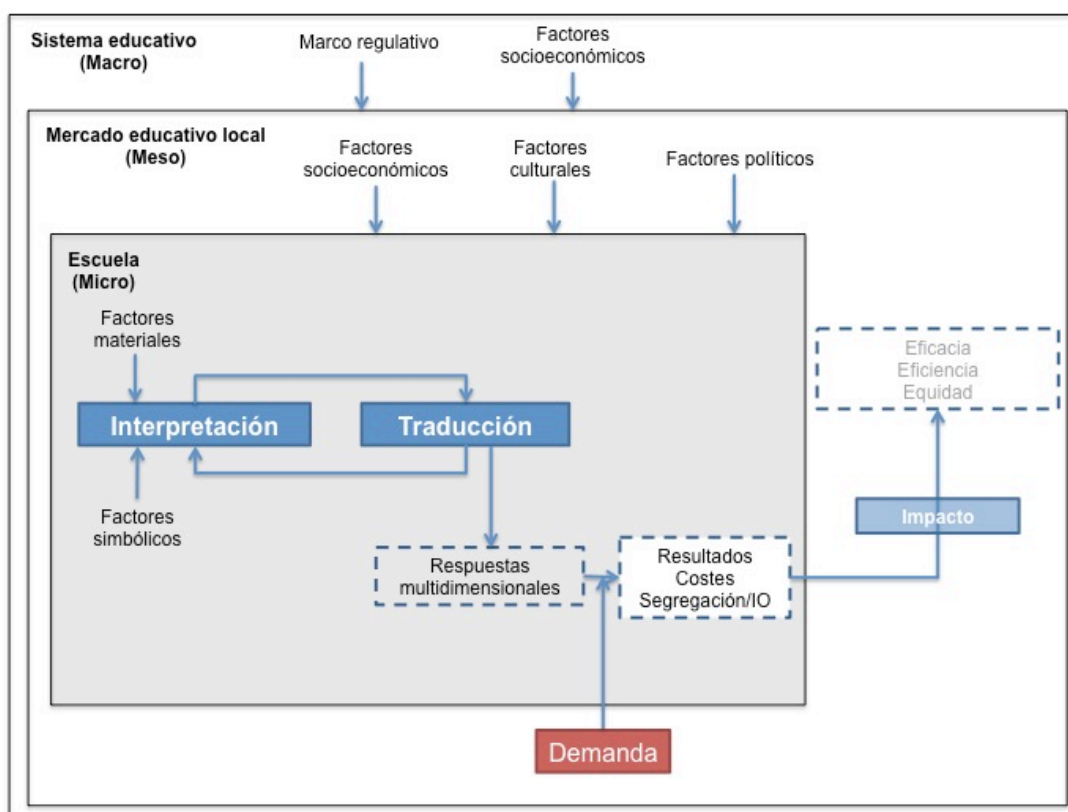 Sistema educativo
(Macro)
Marco regulativo
Factores
socioeconómicos
Mercado educativo local
(Meso)
Factores
socioeconómicos
Factores
culturales
Factores políticos
Escuela
(Micro)
Factores
materiales
Interpretación
Traducción
Factores
simbólicos
Respuestas
multidimensionales
Resultados
Costes
Segregación/IO
Eficacia
Eficiencia
Equidad
Impacto
Demanda